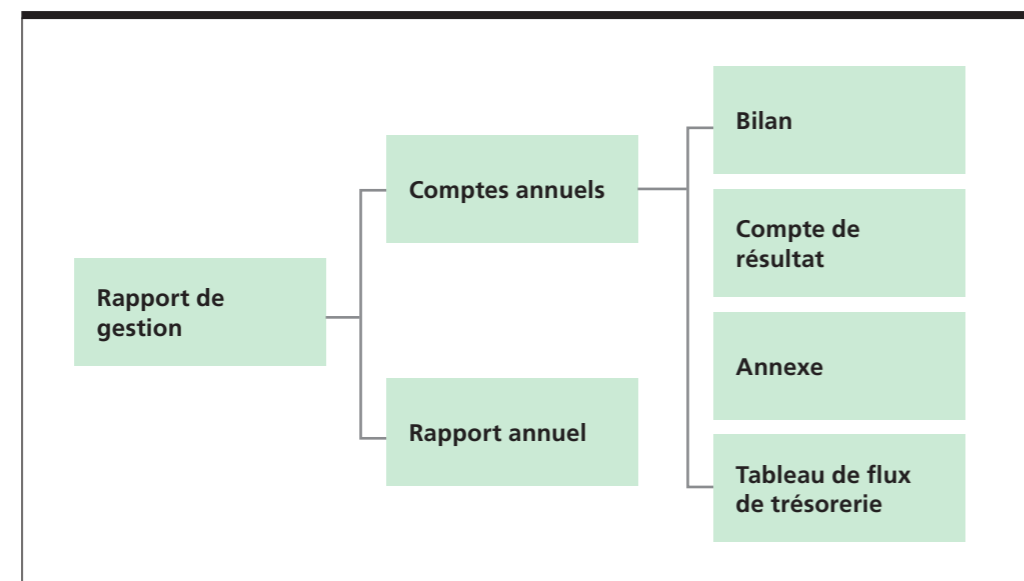 Rapport de
gestion
Comptes annuels
Rapport annuel
Bilan
Compte de
résultat
Annexe
Tableau de flux
de trésorerie